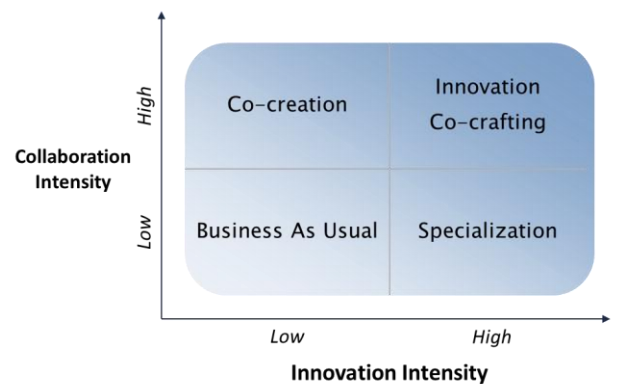 High
Co-creation
Innovation
Co-crafting
Collaboration
Intensity
Low
Business As Usual
Specialization
Low
High
Innovation Intensity